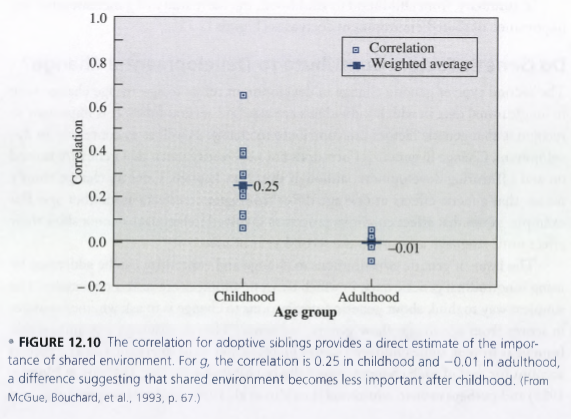 1.0
0.8
0.6
0.4
0.2
0.0
−0.2
Correlation
Correlation
Weighted average
0.25
−0.01
Childhood
Adulthood
Age group
• FIGURE 12.10 The correlation for adoptive siblings provides a direct estimate of the impor-
tance of shared environment. For g, the correlation is 0.25 in childhood and −0.01 in adulthood,
a difference suggesting that shared environment becomes less important after childhood. (From
McGue, Bouchard, et al., 1993, p. 67.)